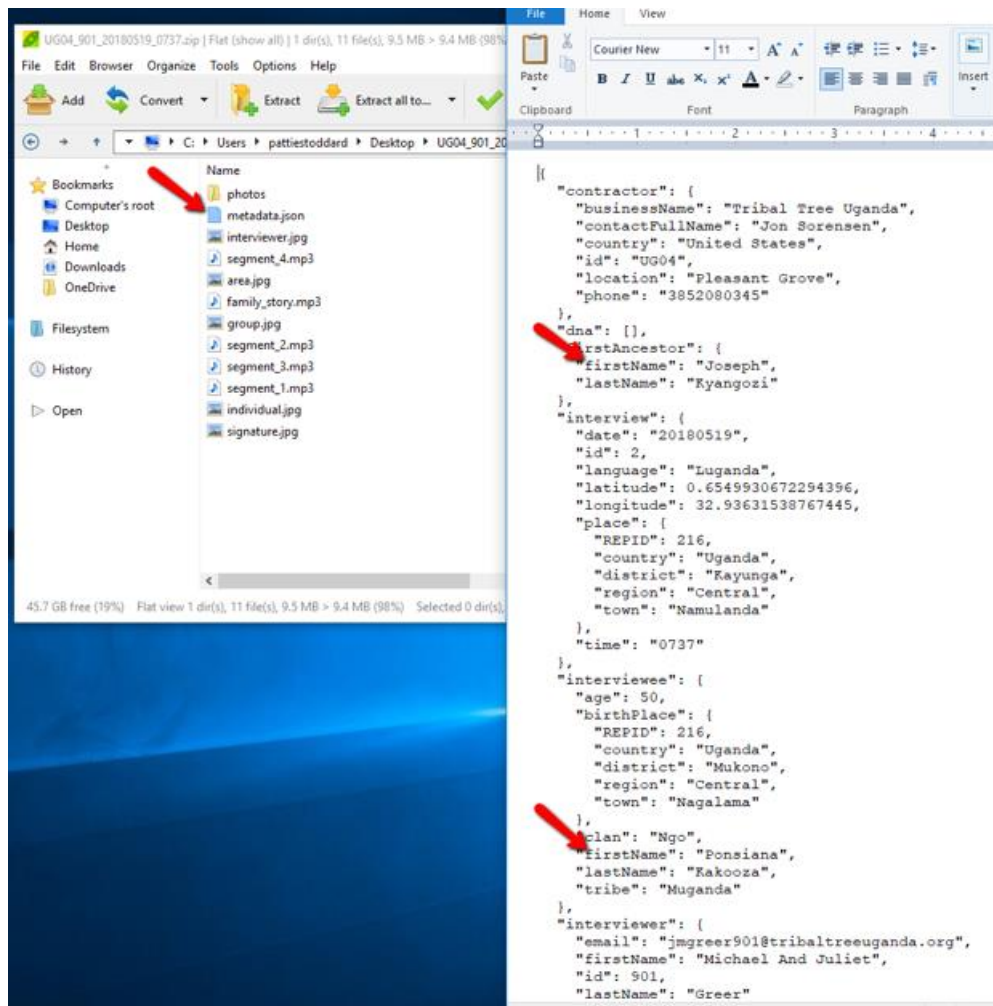 UG04_901_20180519_0737.zip | Flat (show all) | 1 dir(s), 11 file(s), 9.5 MB > 9.4 MB (98%
File Edit Browser Organize Tools Options Help
Add Convert Extract Extract all to...
C: Users pattiestoddard Desktop UG04_901_20
Bookmarks
Computer's root
Desktop
Home
Downloads
OneDrive
Filesystem
History
Open
Name
photos
metadata.json
interviewer.jpg
segment_4.mp3
area.jpg
family_story.mp3
group.jpg
segment_2.mp3
segment_3.mp3
segment_1.mp3
individual.jpg
signature.jpg
45.7 GB free (19%) Flat view 1 dir(s), 11 file(s), 9.5 MB > 9.4 MB (98%) Selected 0 dir(s),
File Home View
Courier New 11 A A
Paste B I U abc X, x² A Insert
Clipboard Font Paragraph
1 2 3 4
{
"contractor": {
"businessName": "Tribal Tree Uganda",
"contactFullName": "Jon Sorensen",
"country": "United States",
"id": "UG04",
"location": "Pleasant Grove",
"phone": "3852080345"
},
"dna": [],
irstAncestor": {
"firstName": "Joseph",
"lastName": "Kyangozi"
},
"interview": {
"date": "20180519",
"id": 2,
"language": "Luganda",
"latitude": 0.6549930672294396,
"longitude": 32.93631538767445,
"place": {
"REPID": 216,
"country": "Uganda",
"district": "Kayunga",
"region": "Central",
"town": "Namulanda"
},
"time": "0737"
},
"interviewee": {
"age": 50,
"birthPlace": {
"REPID": 216,
"country": "Uganda",
"district": "Mukono",
"region": "Central",
"town": "Nagalama"
},
clan": "Ngo",
"firstName": "Ponsiana",
"lastName": "Kakooza",
"tribe": "Muganda"
},
"interviewer": {
"email": "jmgreer901@tribaltreeuganda.org",
"firstName": "Michael And Juliet",
"id": 901,
"lastName": "Greer"